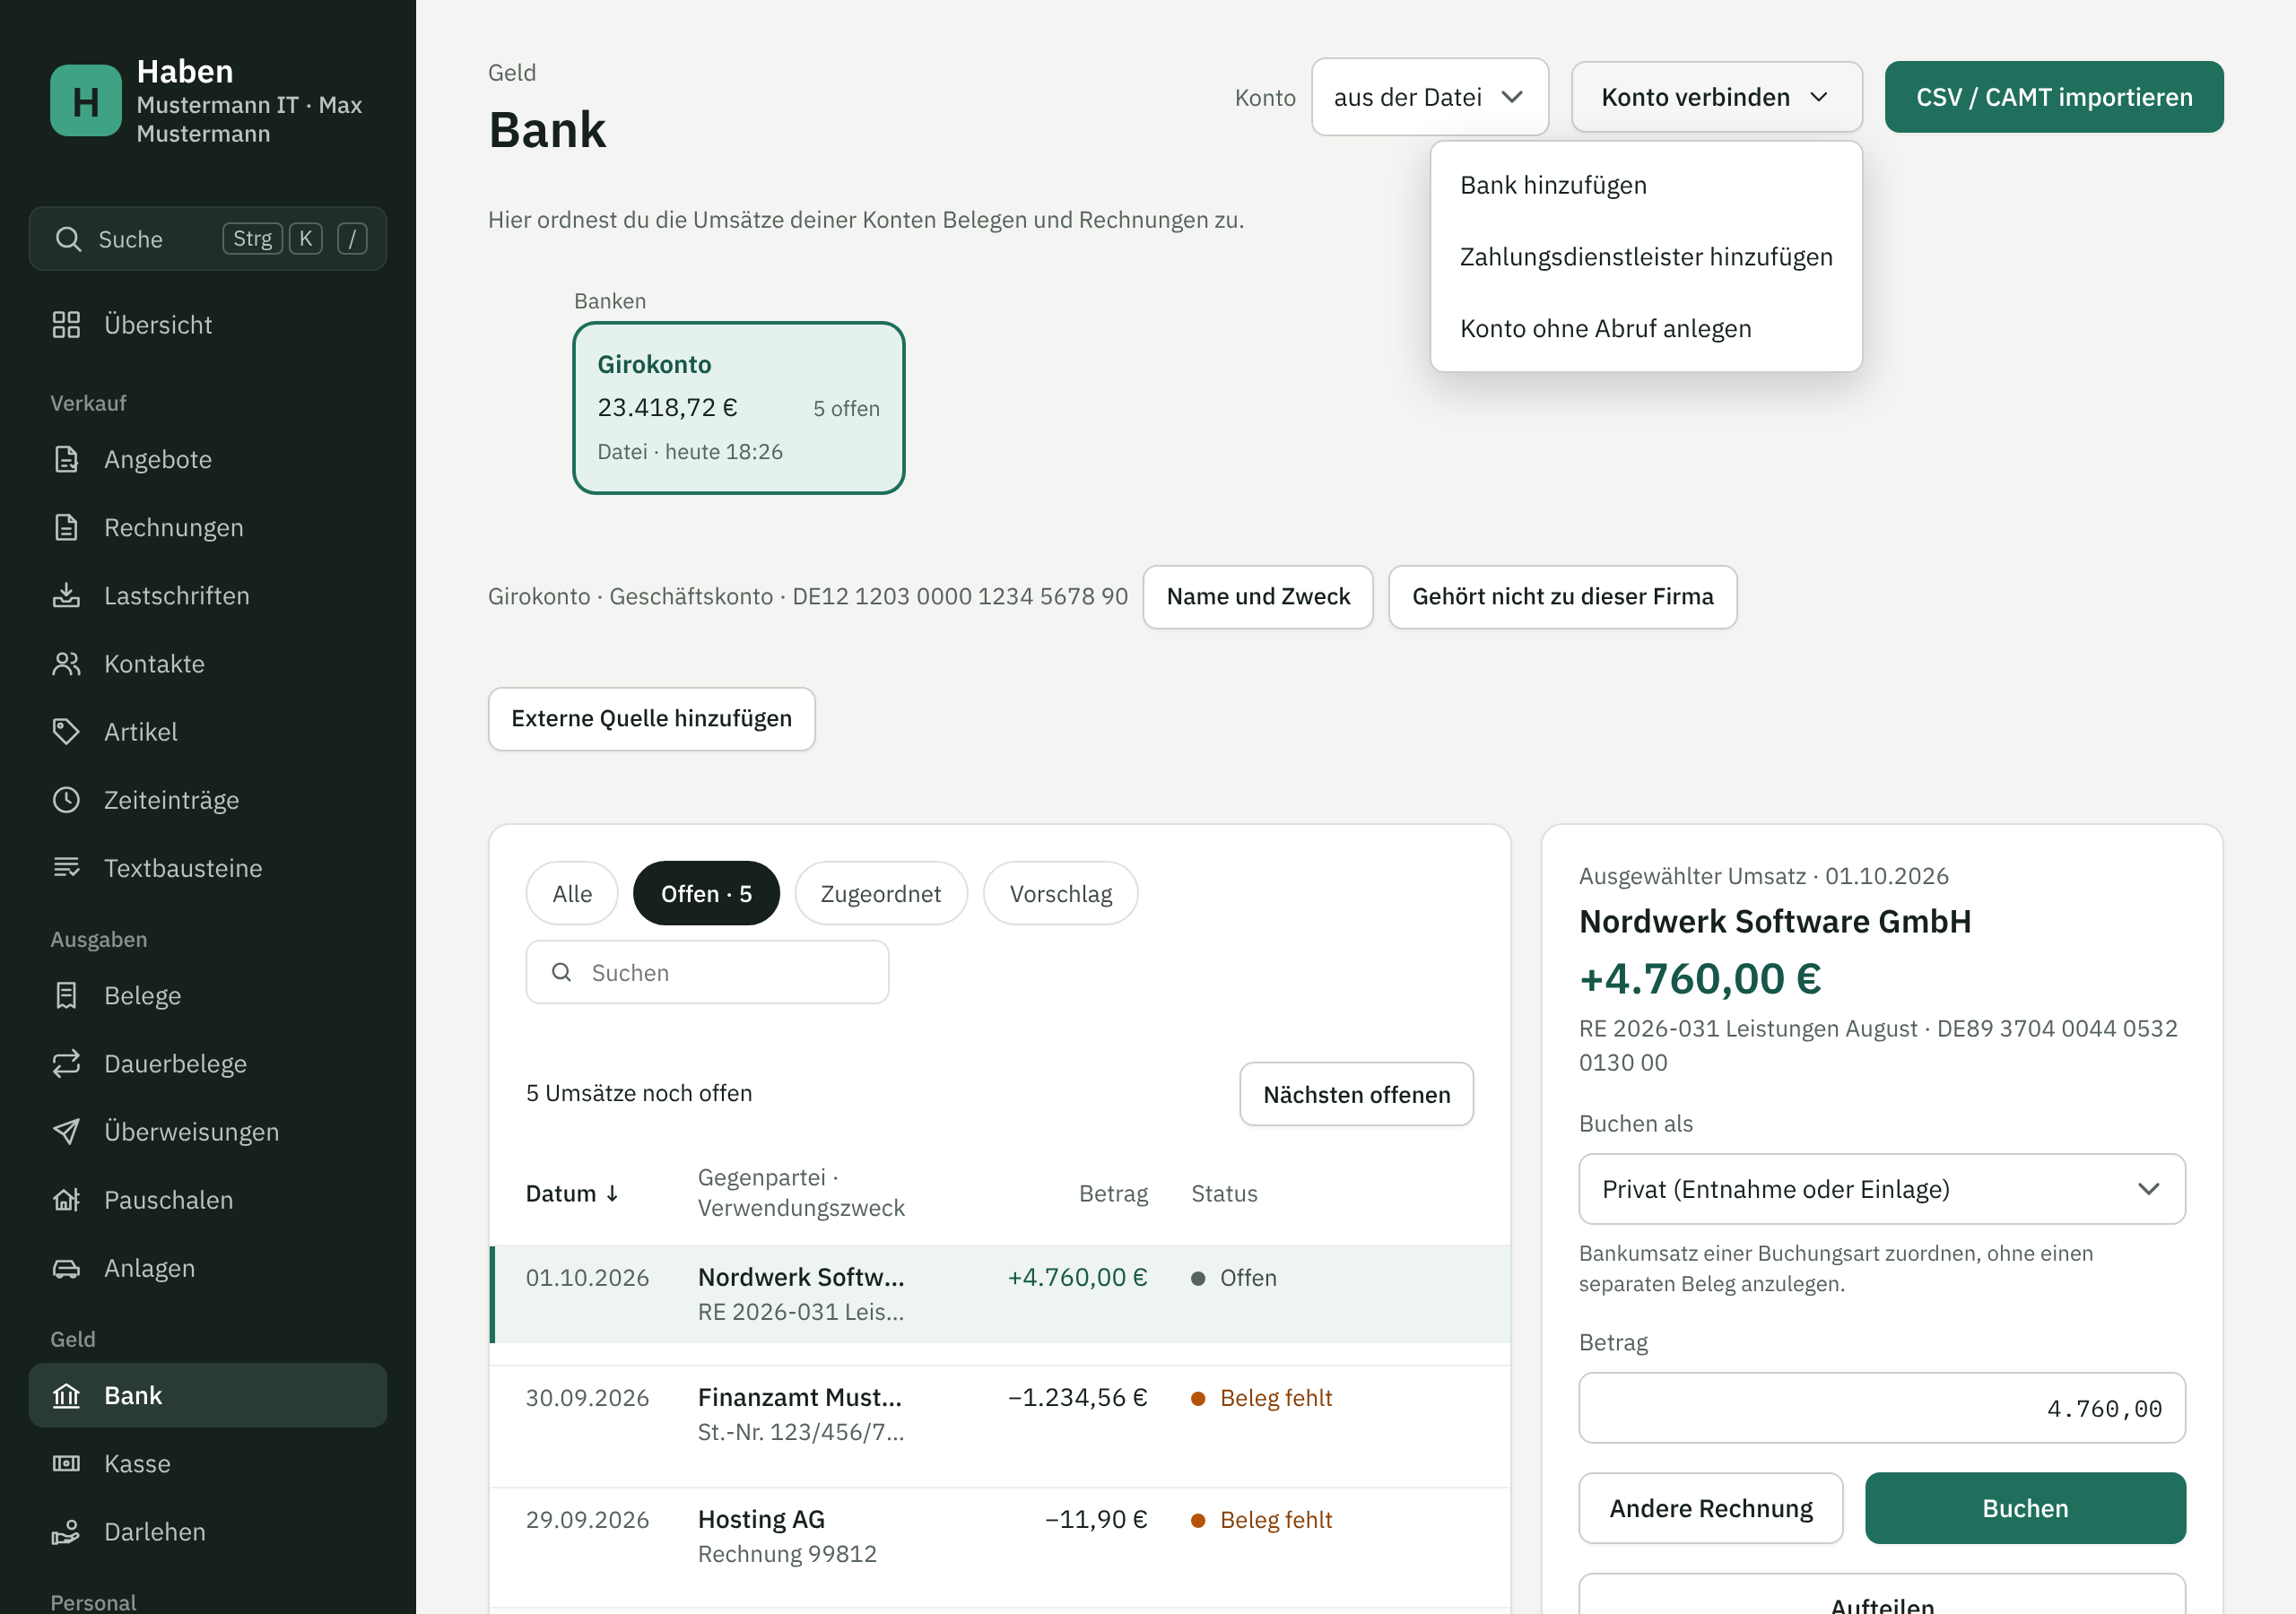 H
Haben
Mustermann IT · Max
Mustermann
Suche
Strg K /
Übersicht
Verkauf
Angebote
Rechnungen
Lastschriften
Kontakte
Artikel
Zeiteinträge
Textbausteine
Ausgaben
Belege
Dauerbelege
Überweisungen
Pauschalen
Anlagen
Geld
Bank
Kasse
Darlehen
Personal
Geld
Bank
Konto
aus der Datei
Konto verbinden
CSV / CAMT importieren
Bank hinzufügen
Zahlungsdienstleister hinzufügen
Konto ohne Abruf anlegen
Hier ordnest du die Umsätze deiner Konten Belegen und Rechnungen zu.
Banken
Girokonto
23.418,72 € 5 offen
Datei · heute 18:26
Girokonto · Geschäftskonto · DE12 1203 0000 1234 5678 90
Name und Zweck
Gehört nicht zu dieser Firma
Externe Quelle hinzufügen
Alle
Offen · 5
Zugeordnet
Vorschlag
Suchen
5 Umsätze noch offen
Nächsten offenen
Datum ↓
Gegenpartei ·
Verwendungszweck
Betrag
Status
01.10.2026 Nordwerk Softw... +4.760,00 € Offen
RE 2026-031 Leis...
30.09.2026 Finanzamt Must... −1.234,56 € Beleg fehlt
St.-Nr. 123/456/7...
29.09.2026 Hosting AG −11,90 € Beleg fehlt
Rechnung 99812
Ausgewählter Umsatz · 01.10.2026
Nordwerk Software GmbH
+4.760,00 €
RE 2026-031 Leistungen August · DE89 3704 0044 0532
0130 00
Buchen als
Privat (Entnahme oder Einlage)
Bankumsatz einer Buchungsart zuordnen, ohne einen
separaten Beleg anzulegen.
Betrag
4.760,00
Andere Rechnung
Buchen
Aufteilen